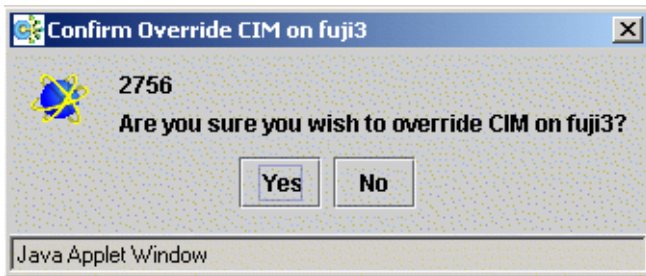 Confirm Override CIM on fuji3
2756
Are you sure you wish to override CIM on fuji3?
Yes No
Java Applet Window